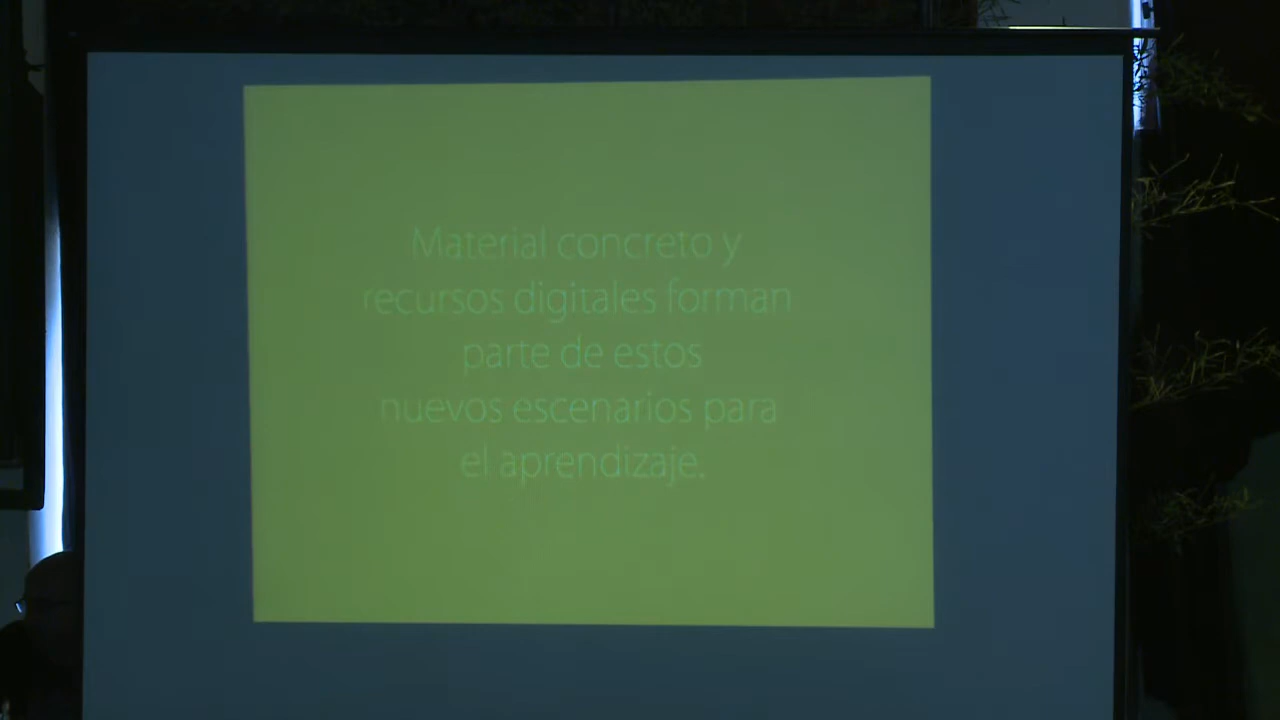 Material concreto y
recursos digitales forman
parte de estos
nuevos escenarios para
el aprendizaje.